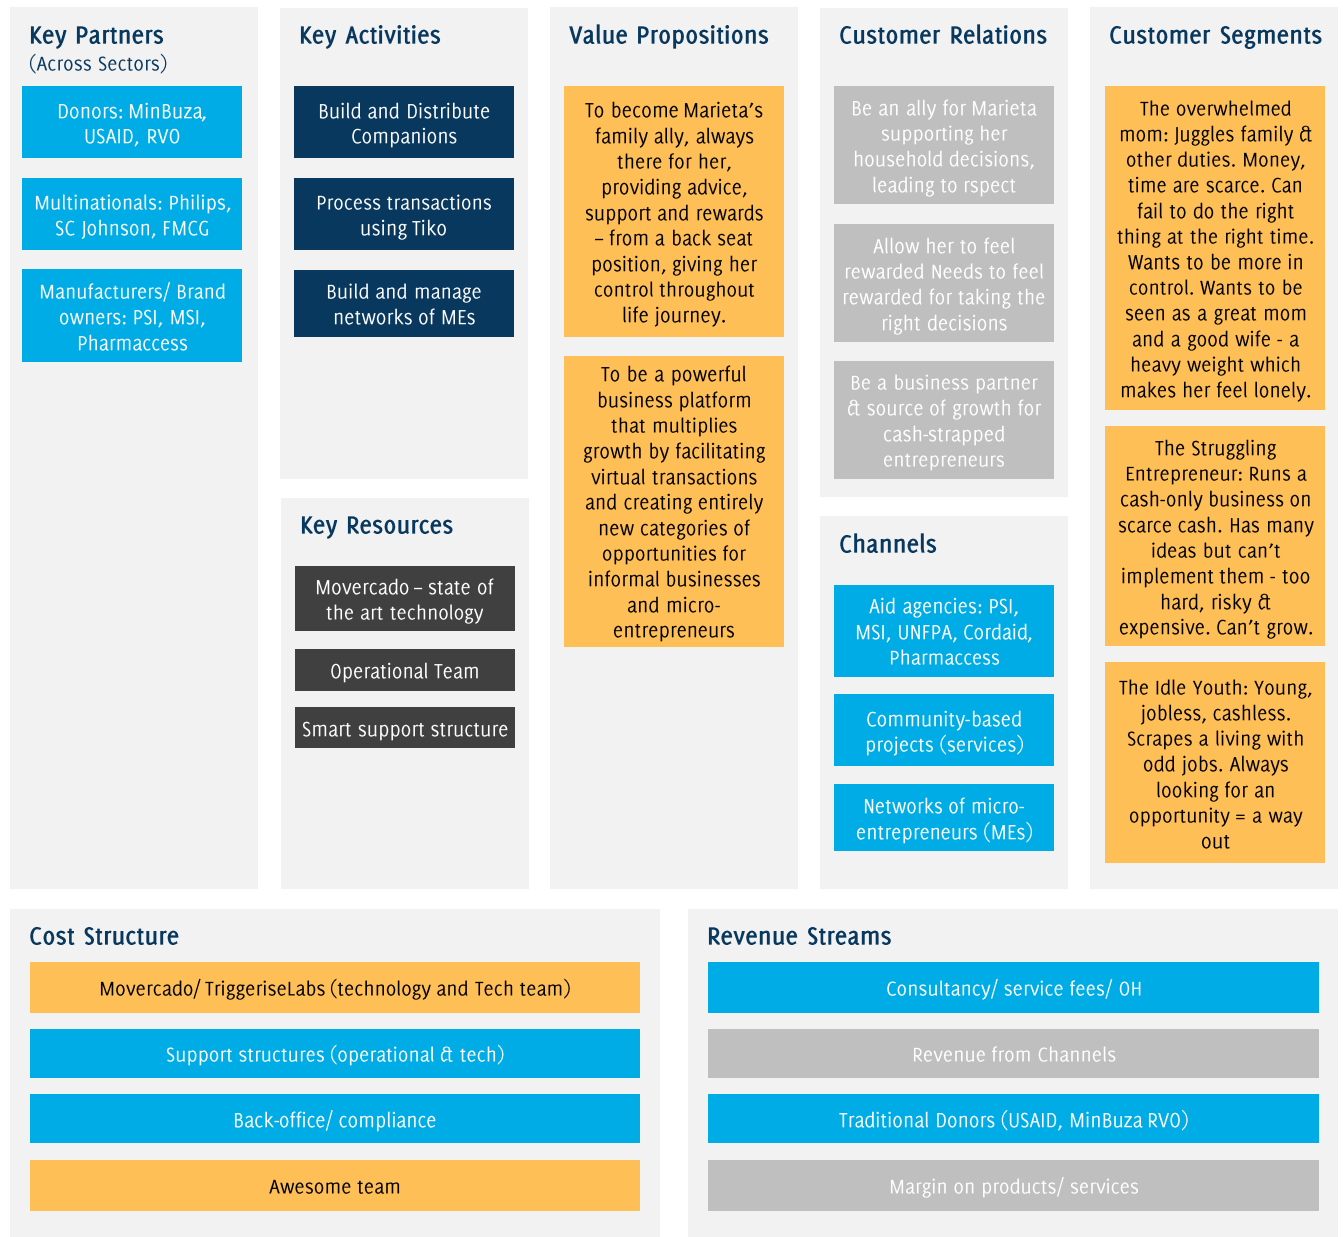 Key Partners
(Across Sectors)
Donors: MinBuza,
USAID, RVO
Multinationals: Philips,
SC Johnson, FMCG
Manufacturers/ Brand
owners: PSI, MSI,
Pharmaccess
Key Activities
Build and Distribute
Companions
Process transactions
using Tiko
Build and manage
networks of MEs
Key Resources
Movercado – state of
the art technology
Operational Team
Smart support structure
Value Propositions
To become Marieta’s
family ally, always
there for her,
providing advice,
support and rewards
– from a back seat
position, giving her
control throughout
life journey.
To be a powerful
business platform
that multiplies
growth by facilitating
virtual transactions
and creating entirely
new categories of
opportunities for
informal businesses
and micro-
entrepreneurs
Customer Relations
Be an ally for Marieta
supporting her
household decisions,
leading to rspect
Allow her to feel
rewarded Needs to feel
rewarded for taking the
right decisions
Be a business partner
& source of growth for
cash-strapped
entrepreneurs
Channels
Aid agencies: PSI,
MSI, UNFPA, Cordaid,
Pharmaccess
Community-based
projects (services)
Networks of micro-
entrepreneurs (MEs)
Customer Segments
The overwhelmed
mom: Juggles family &
other duties. Money,
time are scarce. Can
fail to do the right
thing at the right time.
Wants to be more in
control. Wants to be
seen as a great mom
and a good wife - a
heavy weight which
makes her feel lonely.
The Struggling
Entrepreneur: Runs a
cash-only business on
scarce cash. Has many
ideas but can’t
implement them - too
hard, risky &
expensive. Can’t grow.
The Idle Youth: Young,
jobless, cashless.
Scrapes a living with
odd jobs. Always
looking for an
opportunity = a way
out
Cost Structure
Movercado/ TriggeriseLabs (technology and Tech team)
Support structures (operational & tech)
Back-office/ compliance
Awesome team
Revenue Streams
Consultancy/ service fees/ OH
Revenue from Channels
Traditional Donors (USAID, MinBuza RVO)
Margin on products/ services